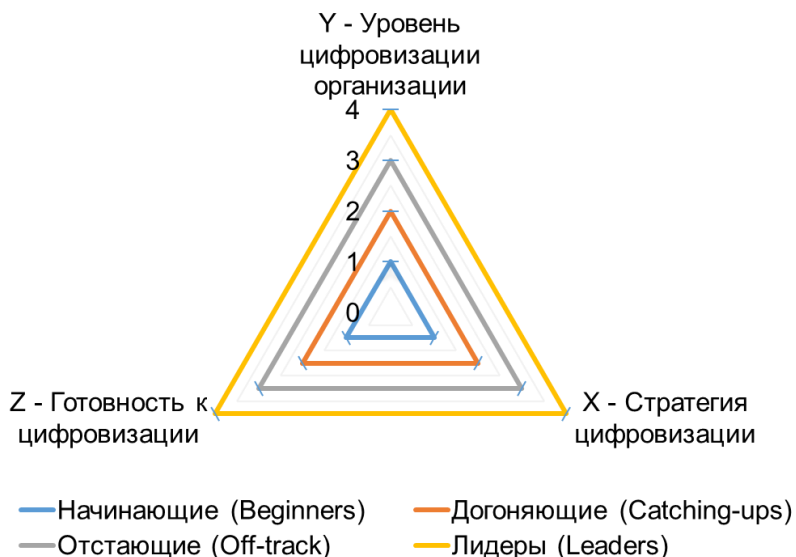 Y - Уровень
цифровизации
организации
4
3
2
1
0
Z - Готовность к
цифровизации
X - Стратегия
цифровизации
Начинающие (Beginners)
Догоняющие (Catching-ups)
Отстающие (Off-track)
Лидеры (Leaders)